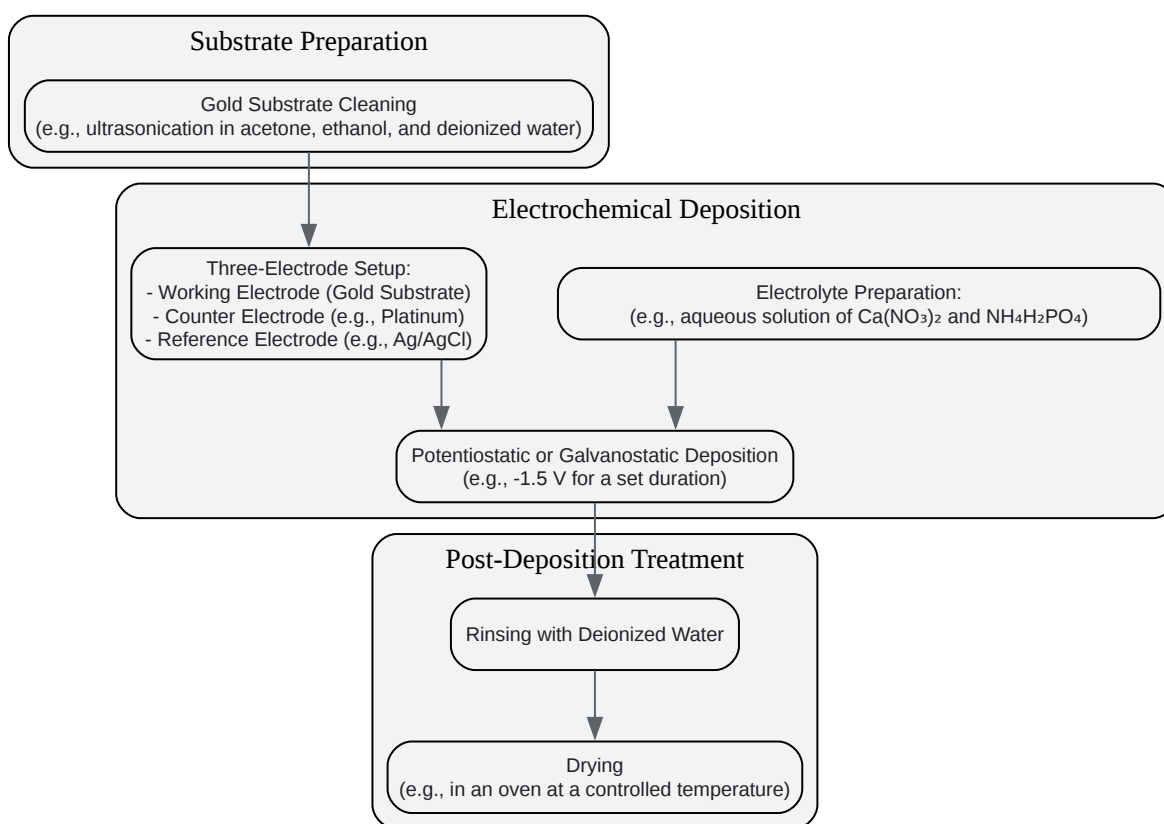 Substrate Preparation
Gold Substrate Cleaning
(e.g., ultrasonication in acetone, ethanol, and deionized water)
Electrochemical Deposition
Three-Electrode Setup:
- Working Electrode (Gold Substrate)
- Counter Electrode (e.g., Platinum)
- Reference Electrode (e.g., Ag/AgCl)
Electrolyte Preparation:
(e.g., aqueous solution of Ca(NO₃)₂ and NH₄H₂PO₄)
Potentiostatic or Galvanostatic Deposition
(e.g., -1.5 V for a set duration)
Post-Deposition Treatment
Rinsing with Deionized Water
Drying
(e.g., in an oven at a controlled temperature)